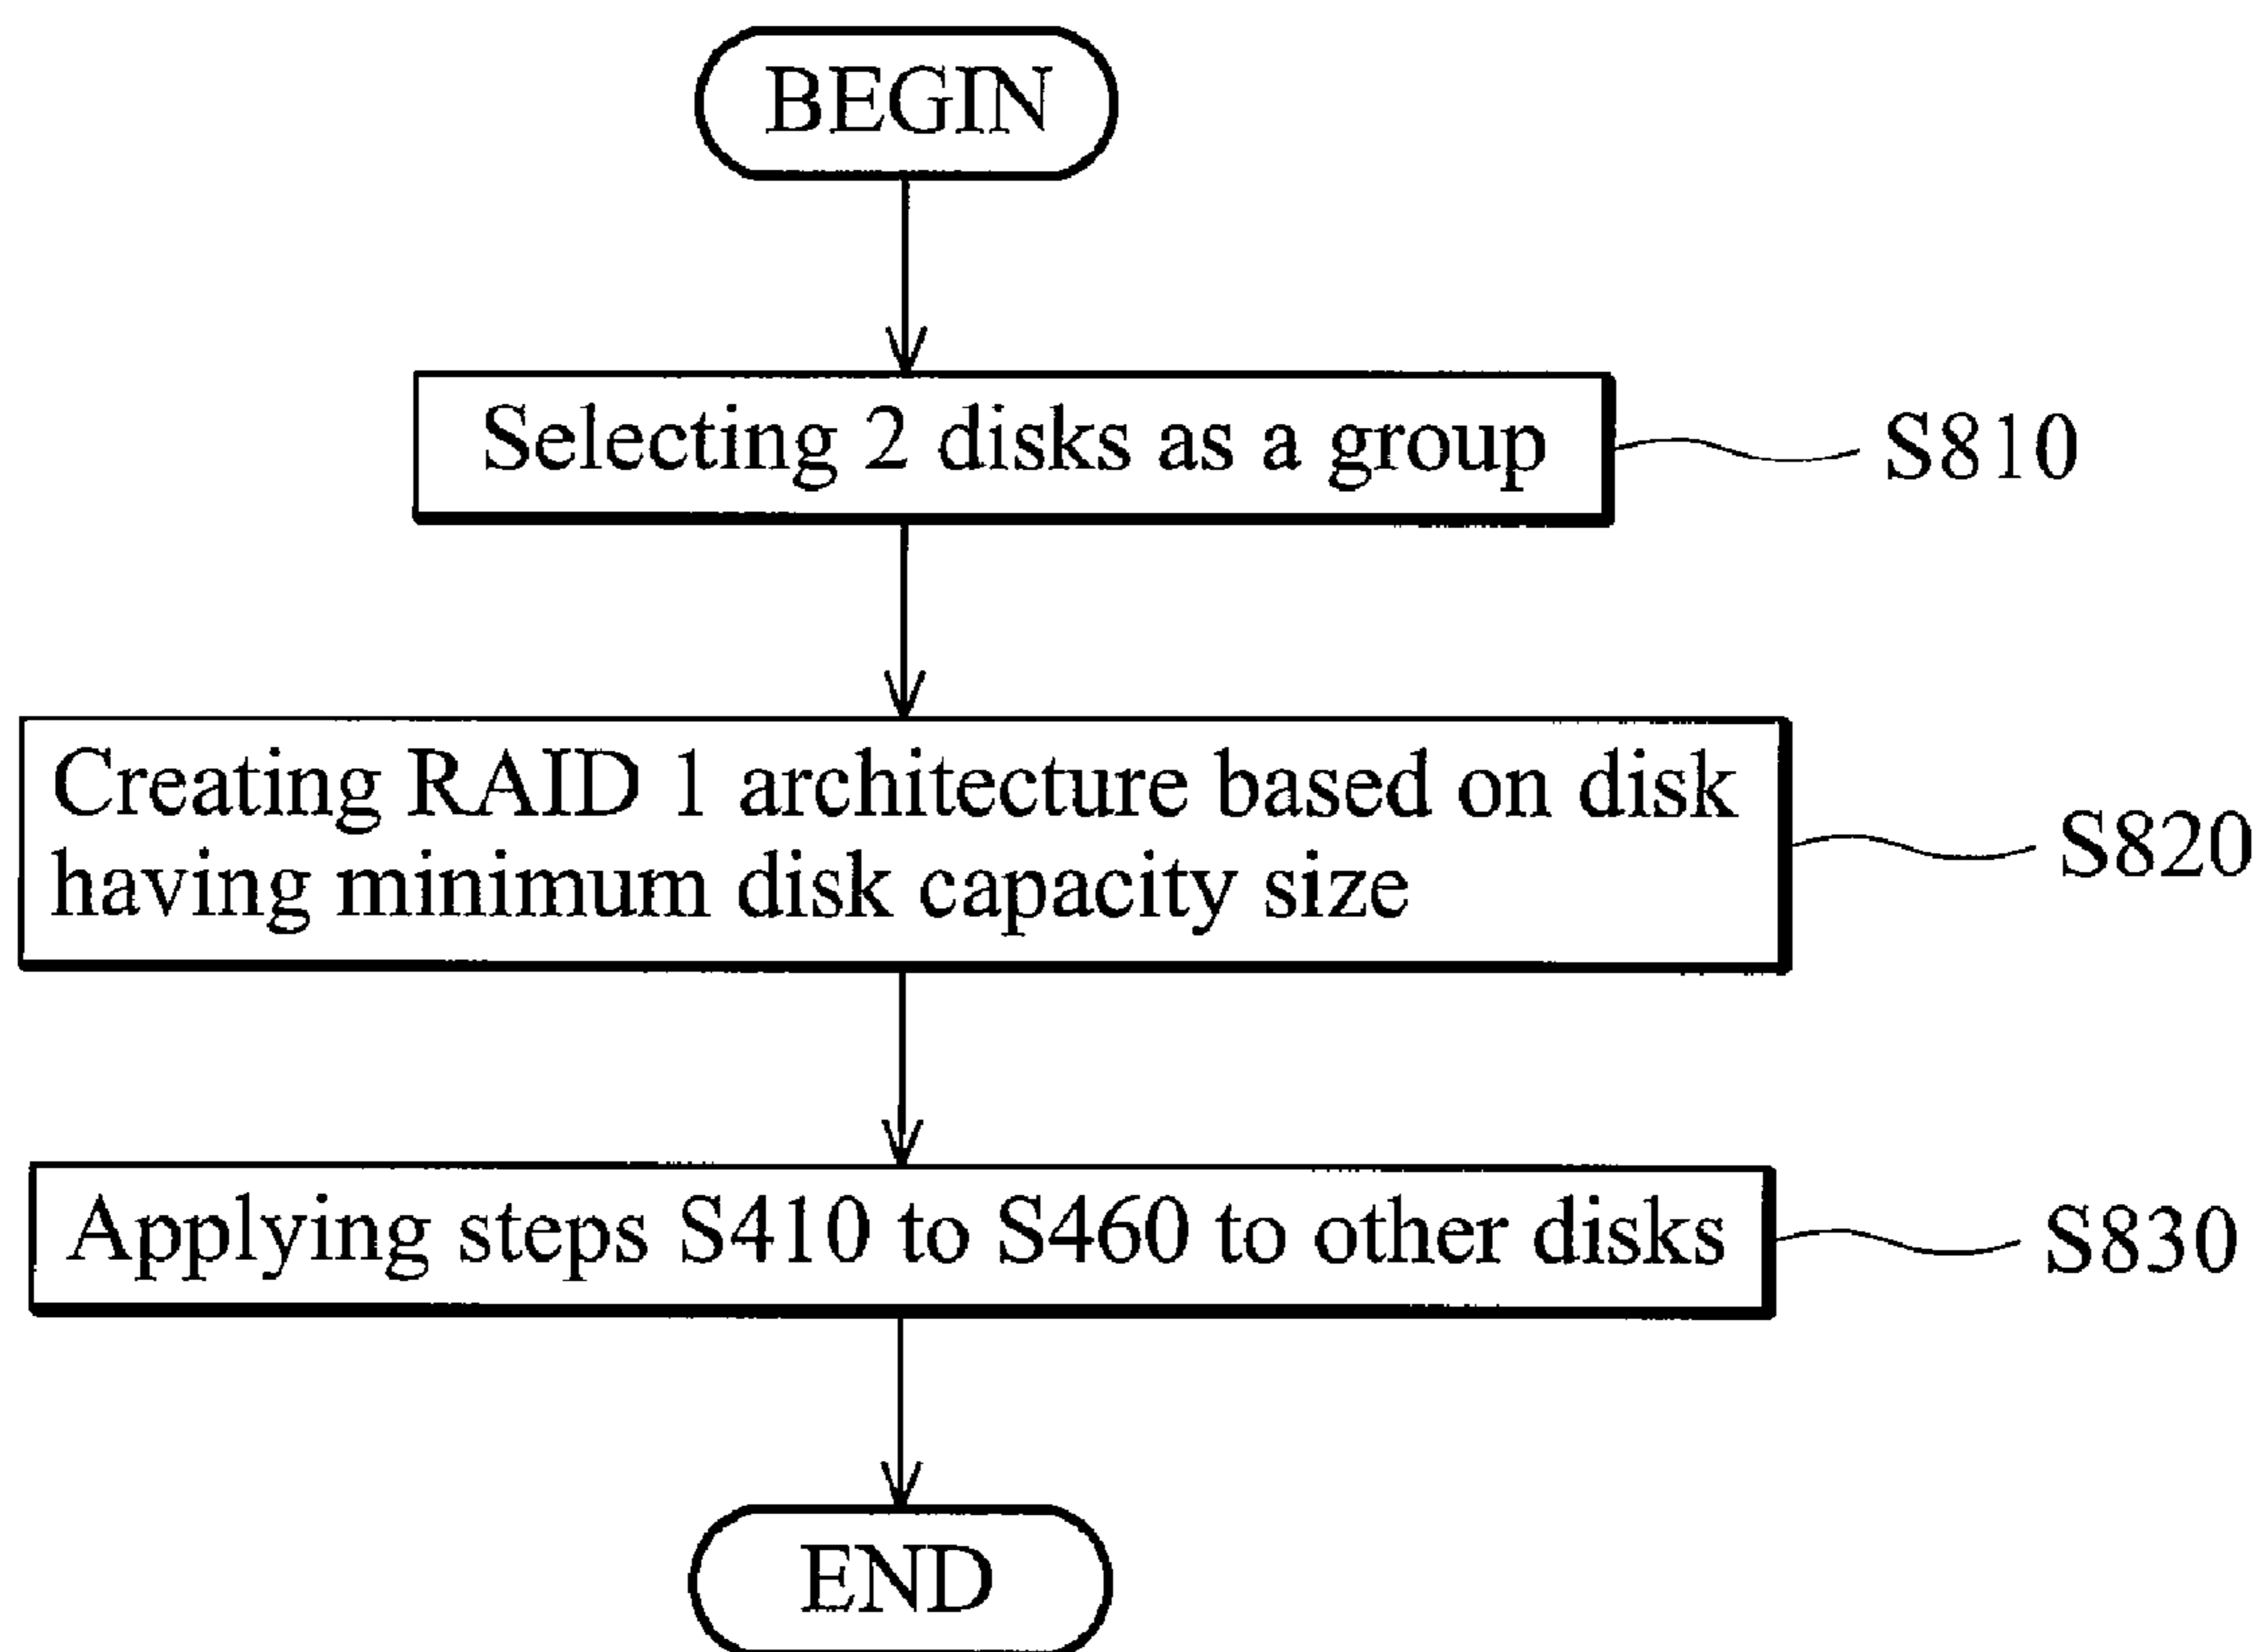 BEGIN
Selecting 2 disks as a group
S810
Creating RAID 1 architecture based on disk
having minimum disk capacity size
S820
Applying steps S410 to S460 to other disks
S830
END